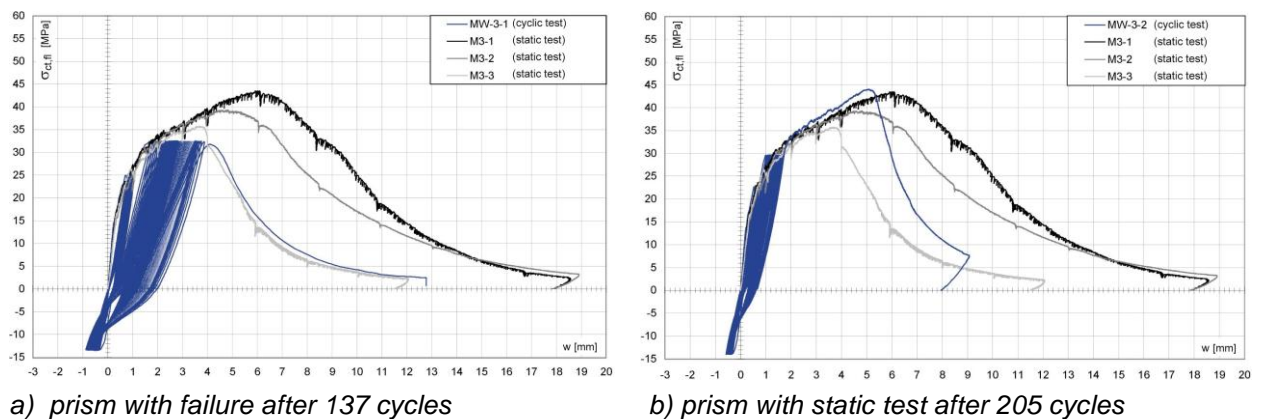 60
55
50
45
40
35
30
25
20
15
10
5
0
-5
-10
-15
σct,fl [MPa]
MW-3-1 (cyclic test)
M3-1 (static test)
M3-2 (static test)
M3-3 (static test)
w [mm]
-3 -2 -1 0 1 2 3 4 5 6 7 8 9 10 11 12 13 14 15 16 17 18 19 20
a) prism with failure after 137 cycles
60
55
50
45
40
35
30
25
20
15
10
5
0
-5
-10
-15
σct,fl [MPa]
MW-3-2 (cyclic test)
M3-1 (static test)
M3-2 (static test)
M3-3 (static test)
w [mm]
-3 -2 -1 0 1 2 3 4 5 6 7 8 9 10 11 12 13 14 15 16 17 18 19 20
b) prism with static test after 205 cycles